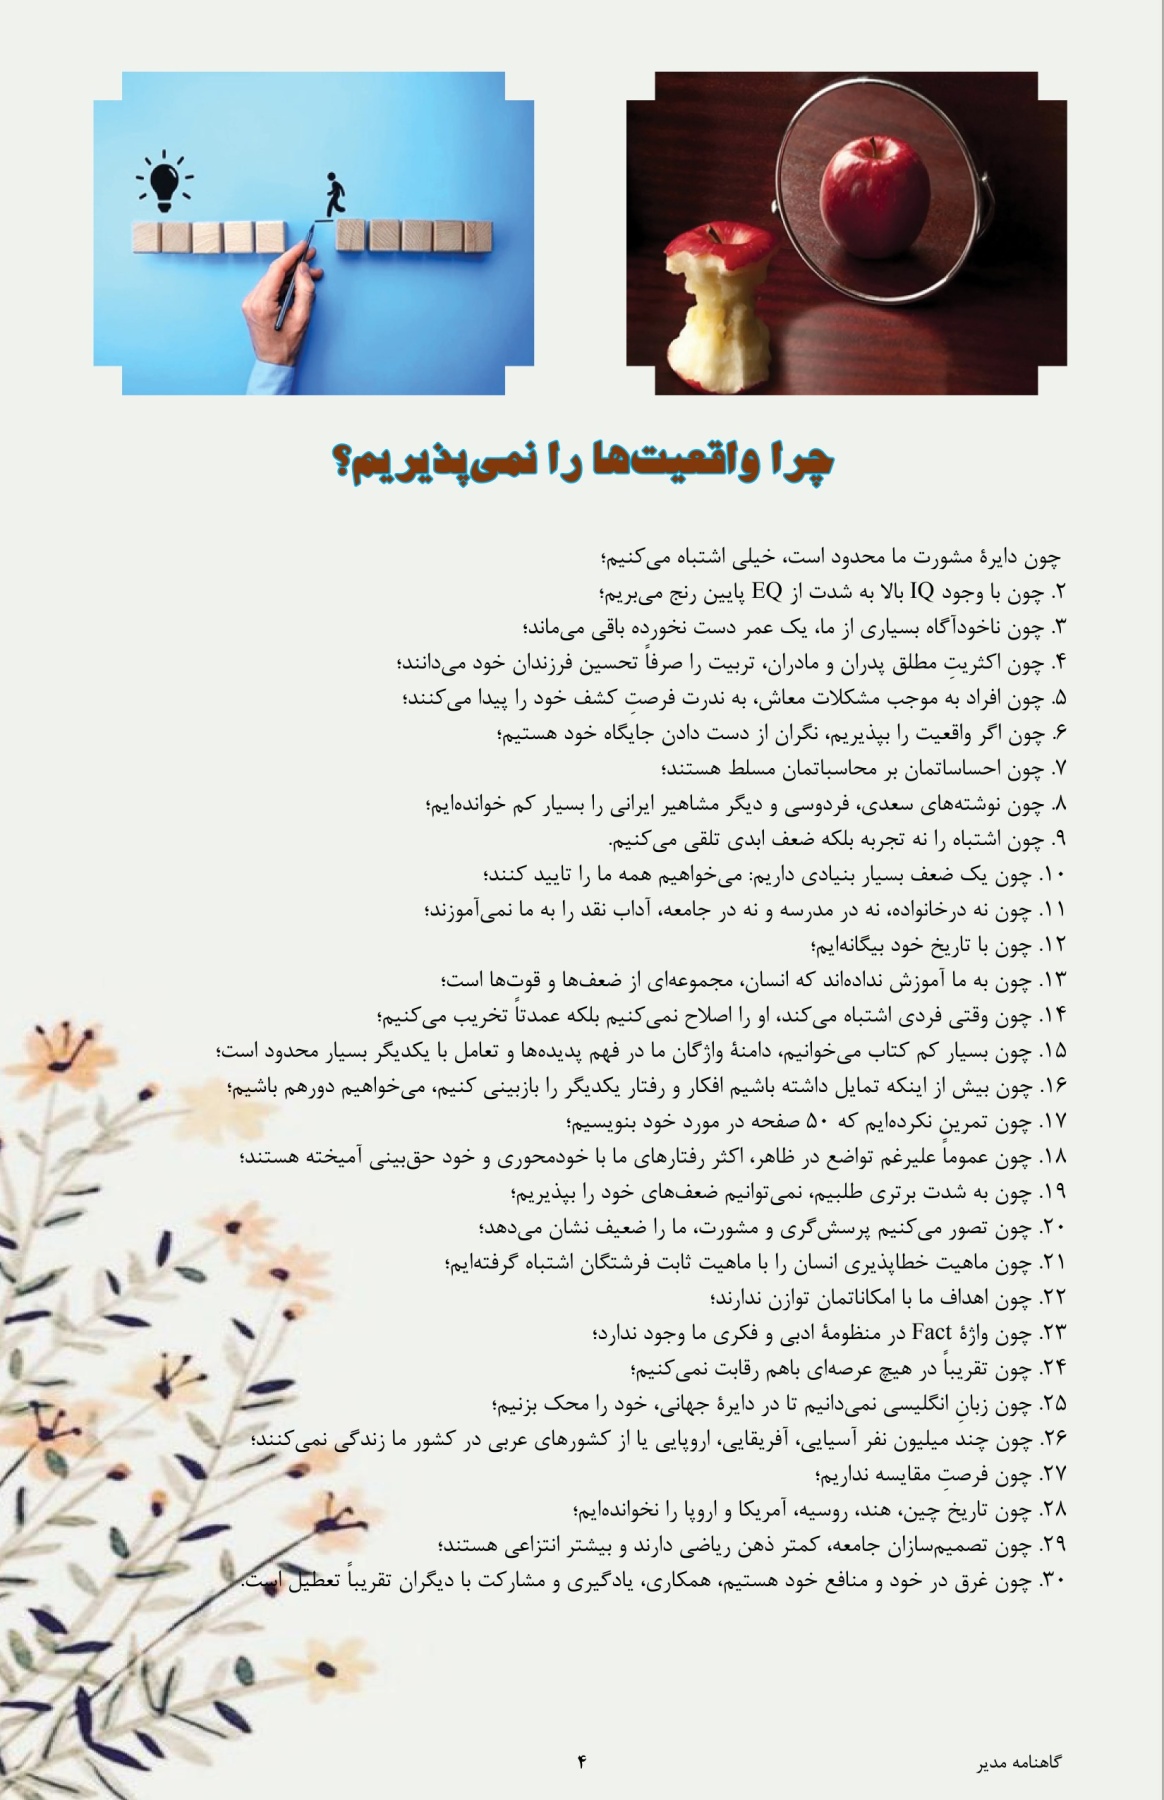 چرا واقعیت‌ها را نمی‌پذیریم؟
چون دایرهٔ مشورت ما محدود است، خیلی اشتباه می‌کنیم؛
۲. چون با وجود IQ بالا به شدت از EQ پایین رنج می‌بریم؛
۳. چون ناخودآگاه بسیاری از ما، یک عمر دست نخورده باقی می‌ماند؛
۴. چون اکثریتِ مطلق پدران و مادران، تربیت را صرفاً تحسین فرزندان خود می‌دانند؛
۵. چون افراد به موجب مشکلات معاش، به ندرت فرصتِ کشف خود را پیدا می‌کنند؛
۶. چون اگر واقعیت را بپذیریم، نگران از دست دادن جایگاه خود هستیم؛
۷. چون احساساتمان بر محاسباتمان مسلط هستند؛
۸. چون نوشته‌های سعدی، فردوسی و دیگر مشاهیر ایرانی را بسیار کم خوانده‌ایم؛
۹. چون اشتباه را نه تجربه بلکه ضعف ابدی تلقی می‌کنیم.
۱۰. چون یک ضعف بسیار بنیادی داریم: می‌خواهیم همه ما را تایید کنند؛
۱۱. چون نه درخانواده، نه در مدرسه و نه در جامعه، آداب نقد را به ما نمی‌آموزند؛
۱۲. چون با تاریخ خود بیگانه‌ایم؛
۱۳. چون به ما آموزش نداده‌اند که انسان، مجموعه‌ای از ضعف‌ها و قوت‌ها است؛
۱۴. چون وقتی فردی اشتباه می‌کند، او را اصلاح نمی‌کنیم بلکه عمدتاً تخریب می‌کنیم؛
۱۵. چون بسیار کم کتاب می‌خوانیم، دامنهٔ واژگان ما در فهم پدیده‌ها و تعامل با یکدیگر بسیار محدود است؛
۱۶. چون بیش از اینکه تمایل داشته باشیم افکار و رفتار یکدیگر را بازبینی کنیم، می‌خواهیم دورهم باشیم؛
۱۷. چون تمرین نکرده‌ایم که ۵۰ صفحه در مورد خود بنویسیم؛
۱۸. چون عموماً علیرغم تواضع در ظاهر، اکثر رفتارهای ما با خودمحوری و خود حق‌بینی آمیخته هستند؛
۱۹. چون به شدت برتری طلبیم، نمی‌توانیم ضعف‌های خود را بپذیریم؛
۲۰. چون تصور می‌کنیم پرسش‌گری و مشورت، ما را ضعیف نشان می‌دهد؛
۲۱. چون ماهیت خطاپذیری انسان را با ماهیت ثابت فرشتگان اشتباه گرفته‌ایم؛
۲۲. چون اهداف ما با امکاناتمان توازن ندارند؛
۲۳. چون واژهٔ Fact در منظومهٔ ادبی و فکری ما وجود ندارد؛
۲۴. چون تقریباً در هیچ عرصه‌ای باهم رقابت نمی‌کنیم؛
۲۵. چون زبانِ انگلیسی نمی‌دانیم تا در دایرهٔ جهانی، خود را محک بزنیم؛
۲۶. چون چند میلیون نفر آسیایی، آفریقایی، اروپایی یا از کشورهای عربی در کشور ما زندگی نمی‌کنند؛
۲۷. چون فرصتِ مقایسه نداریم؛
۲۸. چون تاریخ چین، هند، روسیه، آمریکا و اروپا را نخوانده‌ایم؛
۲۹. چون تصمیم‌سازان جامعه، کمتر ذهن ریاضی دارند و بیشتر انتزاعی هستند؛
۳۰. چون غرق در خود و منافع خود هستیم، همکاری، یادگیری و مشارکت با دیگران تقریباً تعطیل است.
گاهنامه مدیر
۴